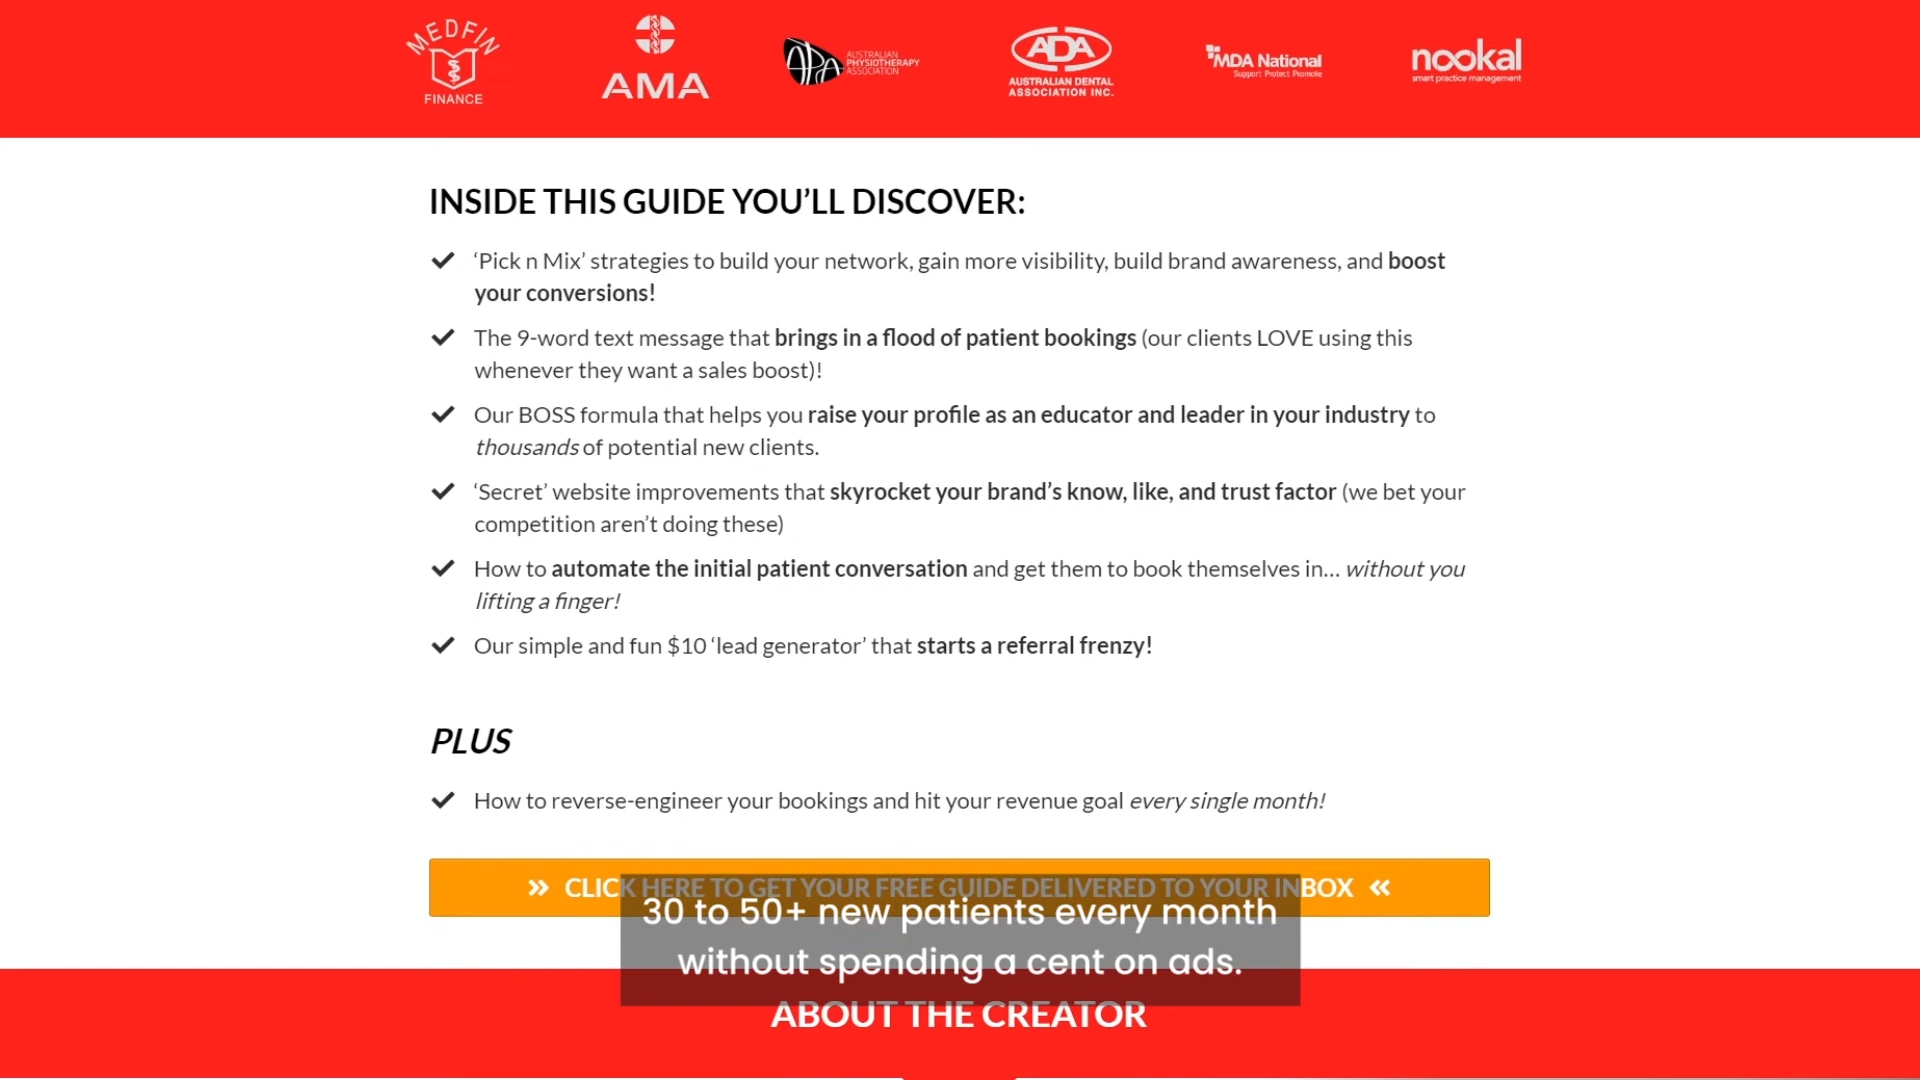 MEDFIN
FINANCE
AMA
APA
AUSTRALIAN
PHYSIOTHERAPY
ASSOCIATION
ADA
AUSTRALIAN DENTAL
ASSOCIATION INC.
MDA National
Support Protect Promote
nookal
smart practice management
INSIDE THIS GUIDE YOU’LL DISCOVER:
‘Pick n Mix’ strategies to build your network, gain more visibility, build brand awareness, and boost
your conversions!
The 9-word text message that brings in a flood of patient bookings (our clients LOVE using this
whenever they want a sales boost)!
Our BOSS formula that helps you raise your profile as an educator and leader in your industry to
thousands of potential new clients.
‘Secret’ website improvements that skyrocket your brand’s know, like, and trust factor (we bet your
competition aren’t doing these)
How to automate the initial patient conversation and get them to book themselves in… without you
lifting a finger!
Our simple and fun $10 ‘lead generator’ that starts a referral frenzy!
PLUS
How to reverse-engineer your bookings and hit your revenue goal every single month!
» CLICK HERE TO GET YOUR FREE GUIDE DELIVERED TO YOUR INBOX «
30 to 50+ new patients every month
without spending a cent on ads.
ABOUT THE CREATOR